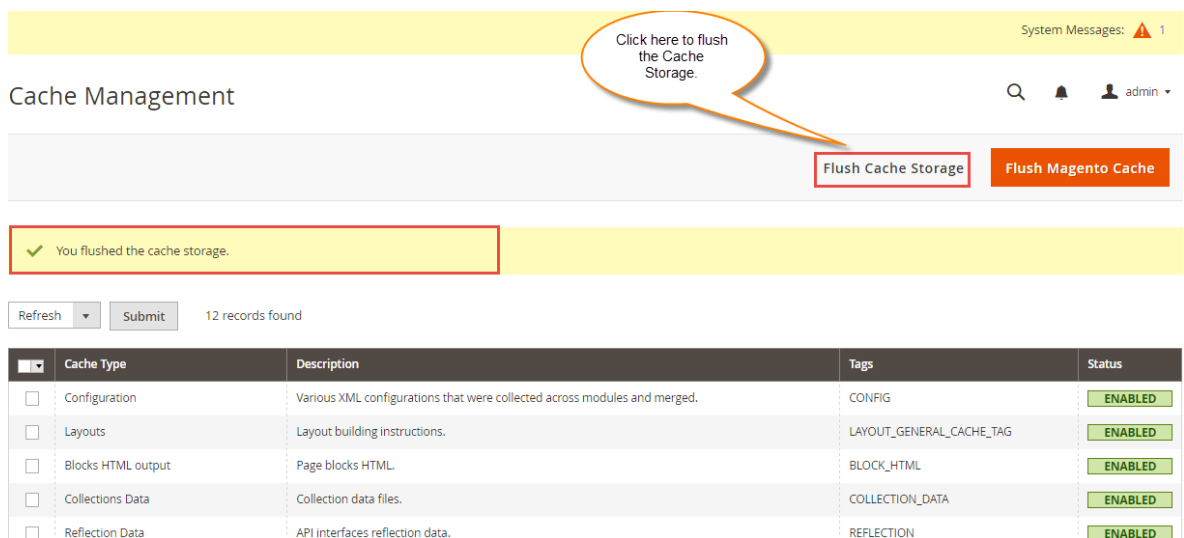 System Messages: 1
Click here to flush
the Cache
Storage.
Cache Management
admin
Flush Cache Storage
Flush Magento Cache
You flushed the cache storage.
Refresh Submit 12 records found
Cache Type Description Tags Status
Configuration Various XML configurations that were collected across modules and merged. CONFIG ENABLED
Layouts Layout building instructions. LAYOUT_GENERAL_CACHE_TAG ENABLED
Blocks HTML output Page blocks HTML. BLOCK_HTML ENABLED
Collections Data Collection data files. COLLECTION_DATA ENABLED
Reflection Data API interfaces reflection data. REFLECTION ENABLED